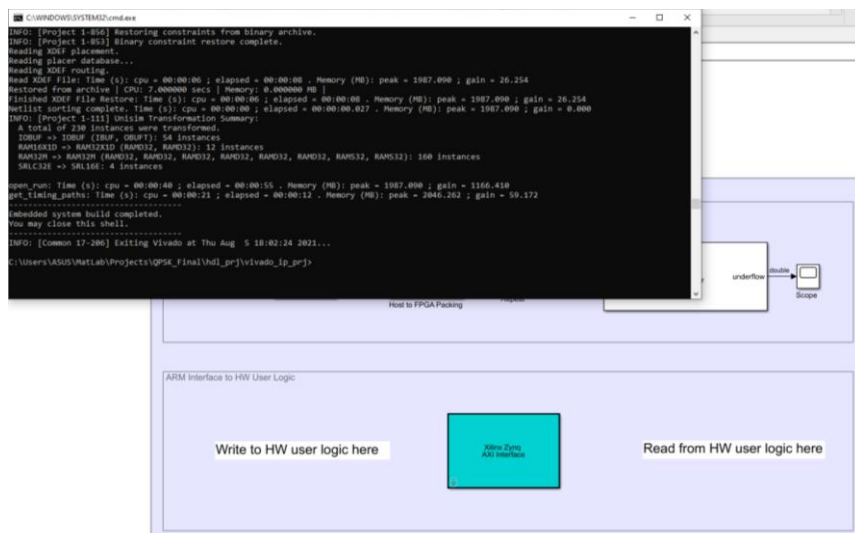 C:\WINDOWS\SYSTEM32\cmd.exe
INFO: [Project 1-856] Restoring constraints from binary archive.
INFO: [Project 1-853] Binary constraint restore complete.
Reading XDEF placement.
Reading placer database...
Reading XDEF routing.
Read XDEF File: Time (s): cpu = 00:00:06 ; elapsed = 00:00:08 . Memory (MB): peak = 1987.090 ; gain = 26.254
Restored from archive | CPU: 7.000000 secs | Memory: 0.000000 MB |
Finished XDEF File Restore: Time (s): cpu = 00:00:06 ; elapsed = 00:00:08 . Memory (MB): peak = 1987.090 ; gain = 26.254
Netlist sorting complete. Time (s): cpu = 00:00:00 ; elapsed = 00:00:00.027 . Memory (MB): peak = 1987.090 ; gain = 0.000
INFO: [Project 1-111] Unisim Transformation Summary:
A total of 230 instances were transformed.
IOBUF => IOBUF (IBUF, OBUFT): 54 instances
RAM16X1D => RAM32X1D (RAMD32, RAMD32): 12 instances
RAM32M => RAM32M (RAMD32, RAMD32, RAMD32, RAMD32, RAMD32, RAMD32, RAMS32, RAMS32): 160 instances
SRLC32E => SRL16E: 4 instances
open_run: Time (s): cpu = 00:00:40 ; elapsed = 00:00:55 . Memory (MB): peak = 1987.090 ; gain = 1166.410
get_timing_paths: Time (s): cpu = 00:00:21 ; elapsed = 00:00:12 . Memory (MB): peak = 2046.262 ; gain = 59.172
------------------------------------
Embedded system build completed.
You may close this shell.
------------------------------------
INFO: [Common 17-206] Exiting Vivado at Thu Aug  5 18:02:24 2021...
C:\Users\ASUS\MatLab\Projects\QPSK_Final\hdl_prj\vivado_ip_prj>
underflow
double
Scope
Host to FPGA Packing
ARM Interface to HW User Logic
Write to HW user logic here
Xilinx Zynq
AXI Interface
Read from HW user logic here